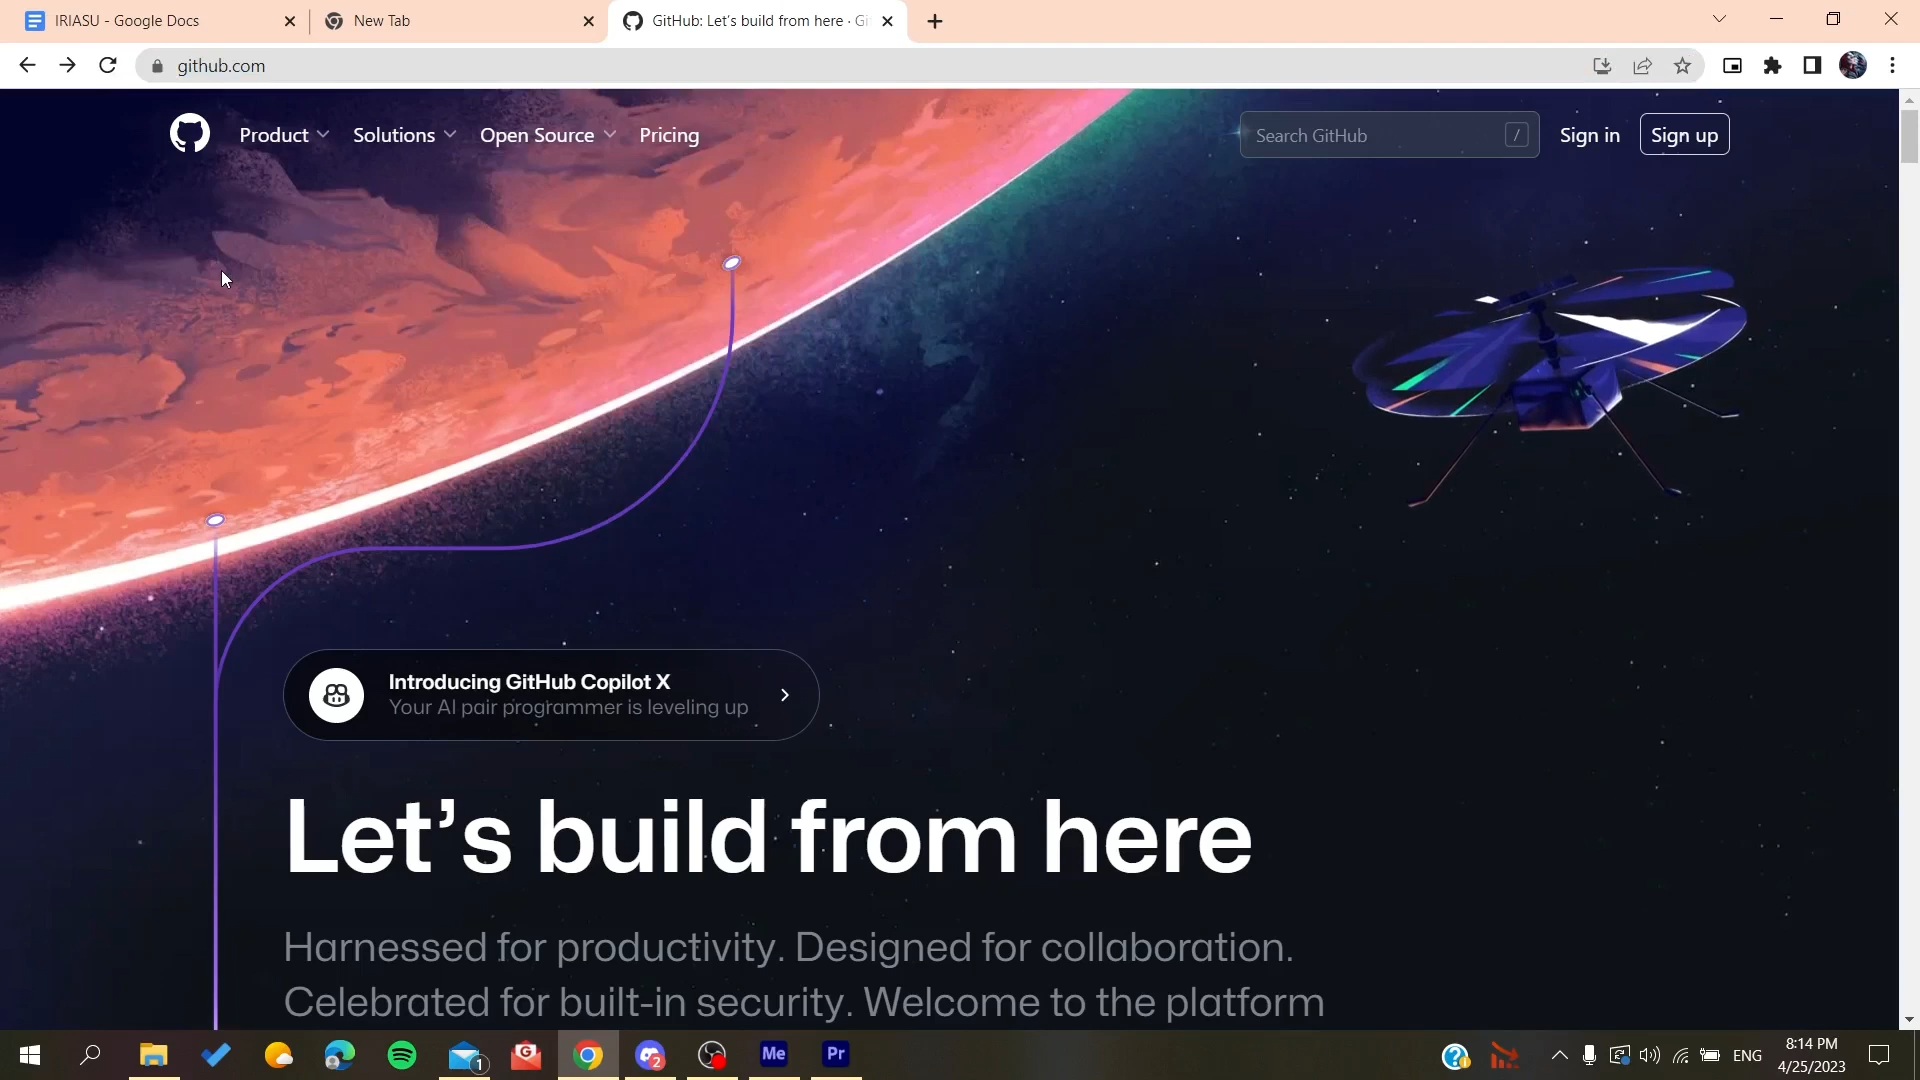 IRIASU - Google Docs
New Tab
GitHub: Let's build from here · Gi
github.com
Product
Solutions
Open Source
Pricing
Search GitHub
/
Sign in
Sign up
Introducing GitHub Copilot X
Your AI pair programmer is leveling up
Let’s build from here
Harnessed for productivity. Designed for collaboration.
Celebrated for built-in security. Welcome to the platform
1
G
2
Me
Pr
ENG
8:14 PM
4/25/2023